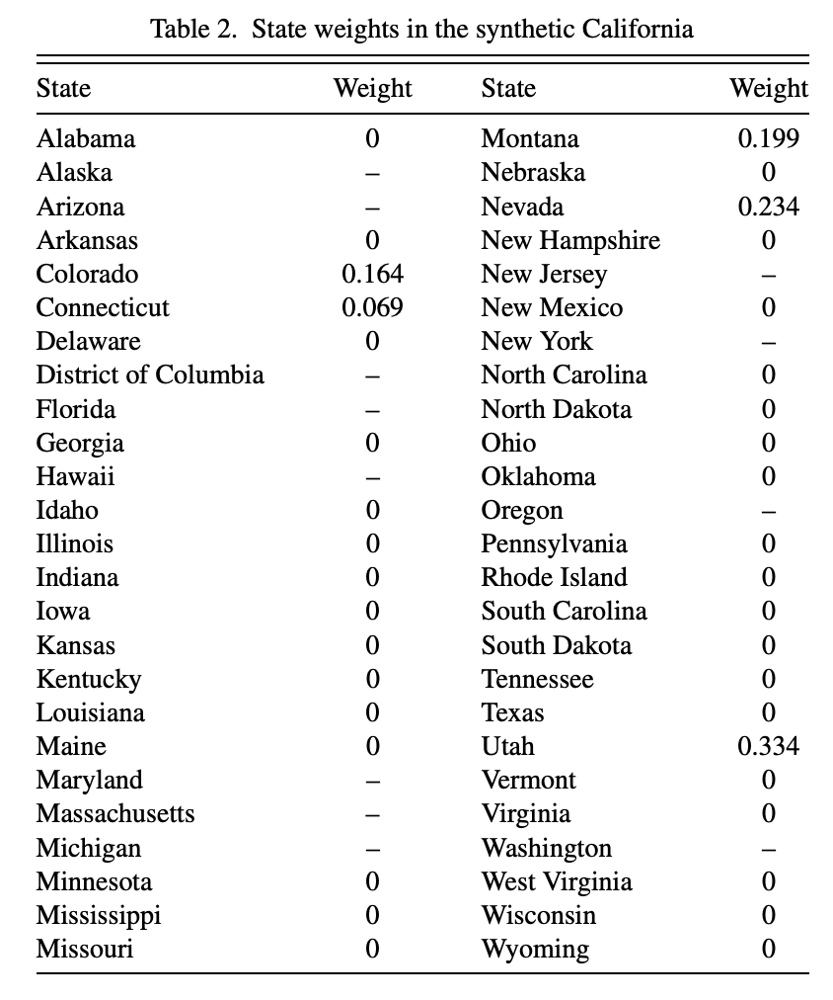 Table 2. State weights in the synthetic California
State Weight State Weight
Alabama 0 Montana 0.199
Alaska – Nebraska 0
Arizona – Nevada 0.234
Arkansas 0 New Hampshire 0
Colorado 0.164 New Jersey –
Connecticut 0.069 New Mexico 0
Delaware 0 New York –
District of Columbia – North Carolina 0
Florida – North Dakota 0
Georgia 0 Ohio 0
Hawaii – Oklahoma 0
Idaho 0 Oregon –
Illinois 0 Pennsylvania 0
Indiana 0 Rhode Island 0
Iowa 0 South Carolina 0
Kansas 0 South Dakota 0
Kentucky 0 Tennessee 0
Louisiana 0 Texas 0
Maine 0 Utah 0.334
Maryland – Vermont 0
Massachusetts – Virginia 0
Michigan – Washington –
Minnesota 0 West Virginia 0
Mississippi 0 Wisconsin 0
Missouri 0 Wyoming 0